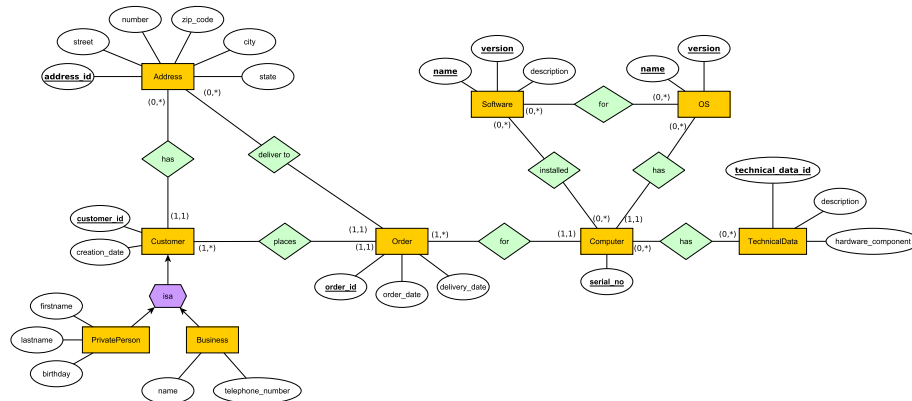 number
zip_code
street
city
version
version
address_id
Address
state
name
description
name
(0,*)
(0,*)
Software
(0,*)
for
(0,*)
OS
(0,*)
(0,*)
has
deliver to
installed
has
technical_data_id
description
customer_id
(1,1)
(1,1)
(0,*)
(1,1)
creation_date
Customer
(1,*)
places
(1,1)
Order
(1,*)
for
(1,1)
Computer
(0,*)
has
(0,*)
TechnicalData
hardware_component
order_id
order_date
delivery_date
serial_no
isa
firstname
lastname
PrivatePerson
Business
birthday
name
telephone_number